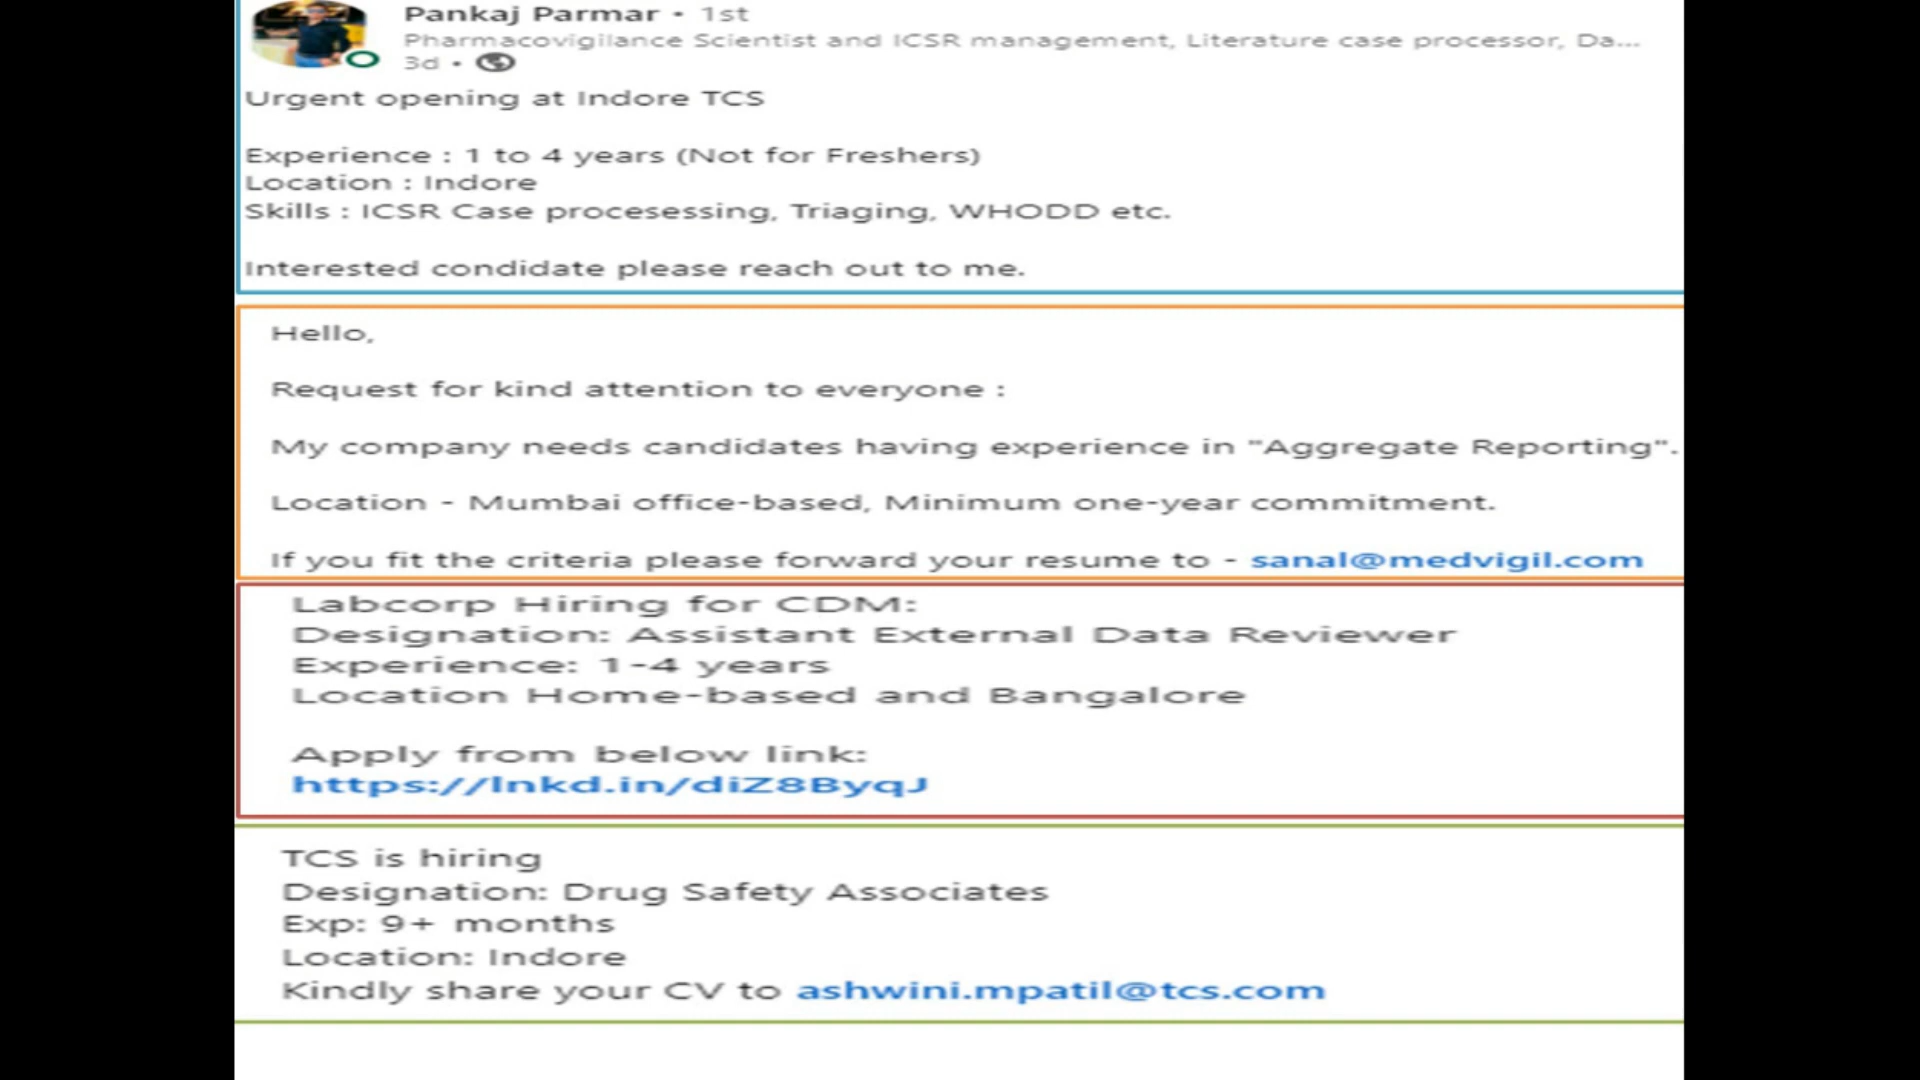 Pankaj Parmar • 1st
Pharmacovigilance Scientist and ICSR management, Literature case processor, Da...
3d •
Urgent opening at Indore TCS
Experience : 1 to 4 years (Not for Freshers)
Location : Indore
Skills : ICSR Case procesessing, Triaging, WHODD etc.
Interested condidate please reach out to me.
Hello,
Request for kind attention to everyone :
My company needs candidates having experience in "Aggregate Reporting".
Location - Mumbai office-based, Minimum one-year commitment.
If you fit the criteria please forward your resume to - sanal@medvigil.com
Labcorp Hiring for CDM:
Designation: Assistant External Data Reviewer
Experience: 1-4 years
Location Home-based and Bangalore
Apply from below link:
https://lnkd.in/diZ8ByqJ
TCS is hiring
Designation: Drug Safety Associates
Exp: 9+ months
Location: Indore
Kindly share your CV to ashwini.mpatil@tcs.com